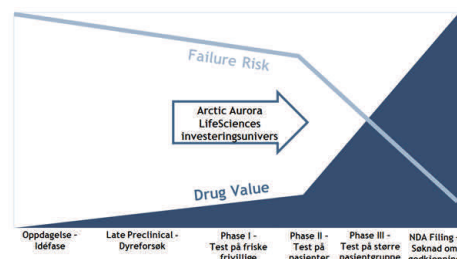 Failure Risk
Arctic Aurora
LifeSciences
investeringsunivers
Drug Value
Oppdagelse -
Idéfase
Late Preclinical -
Dyreforsøk
Phase I -
Test på friske
frivillige
Phase II -
Test på
pasienter
Phase III -
Test på større
pasientgruppe
NDA Filing -
Søknad om
godkjenning